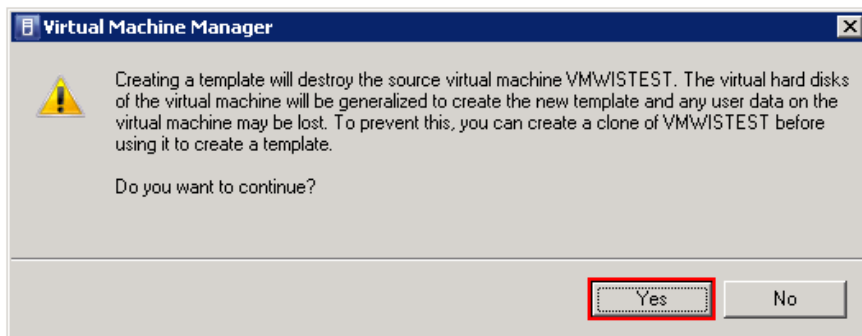 Virtual Machine Manager
Creating a template will destroy the source virtual machine VMWISTEST. The virtual hard disks
of the virtual machine will be generalized to create the new template and any user data on the
virtual machine may be lost. To prevent this, you can create a clone of VMWISTEST before
using it to create a template.
Do you want to continue?
Yes
No